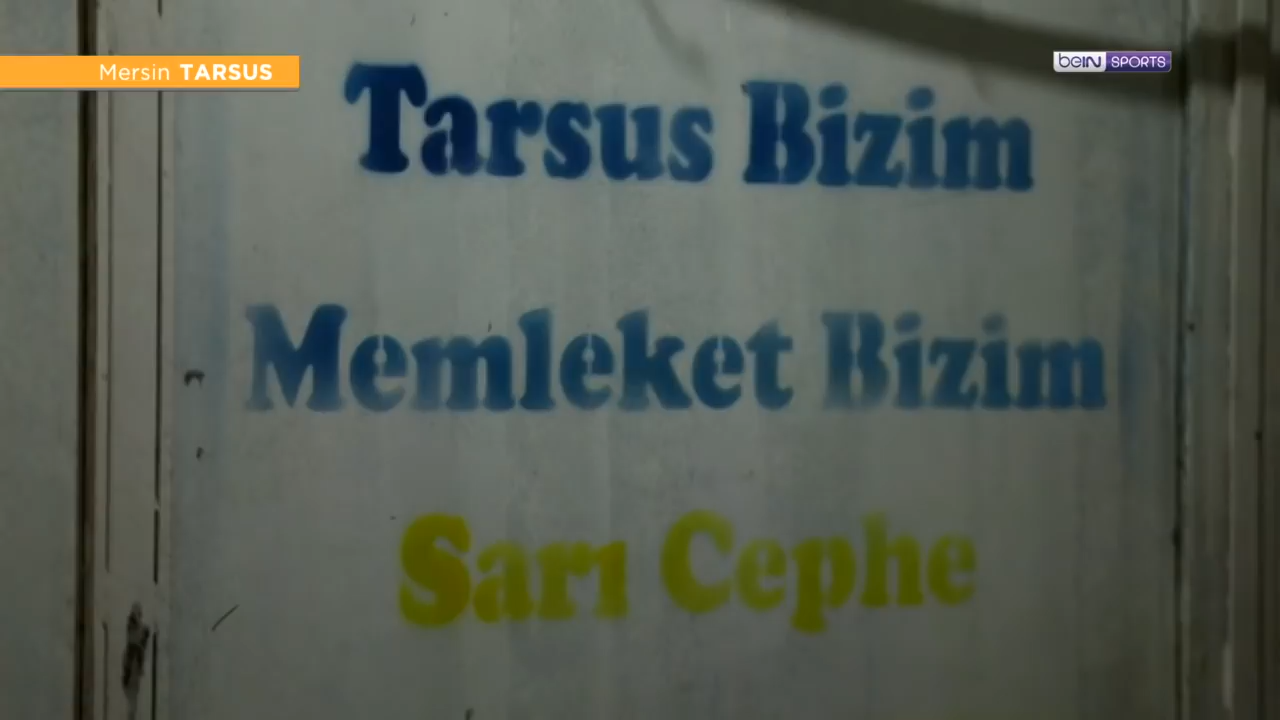 Mersin TARSUS
beIN SPORTS
Tarsus Bizim
Memleket Bizim
Sarı Cephe